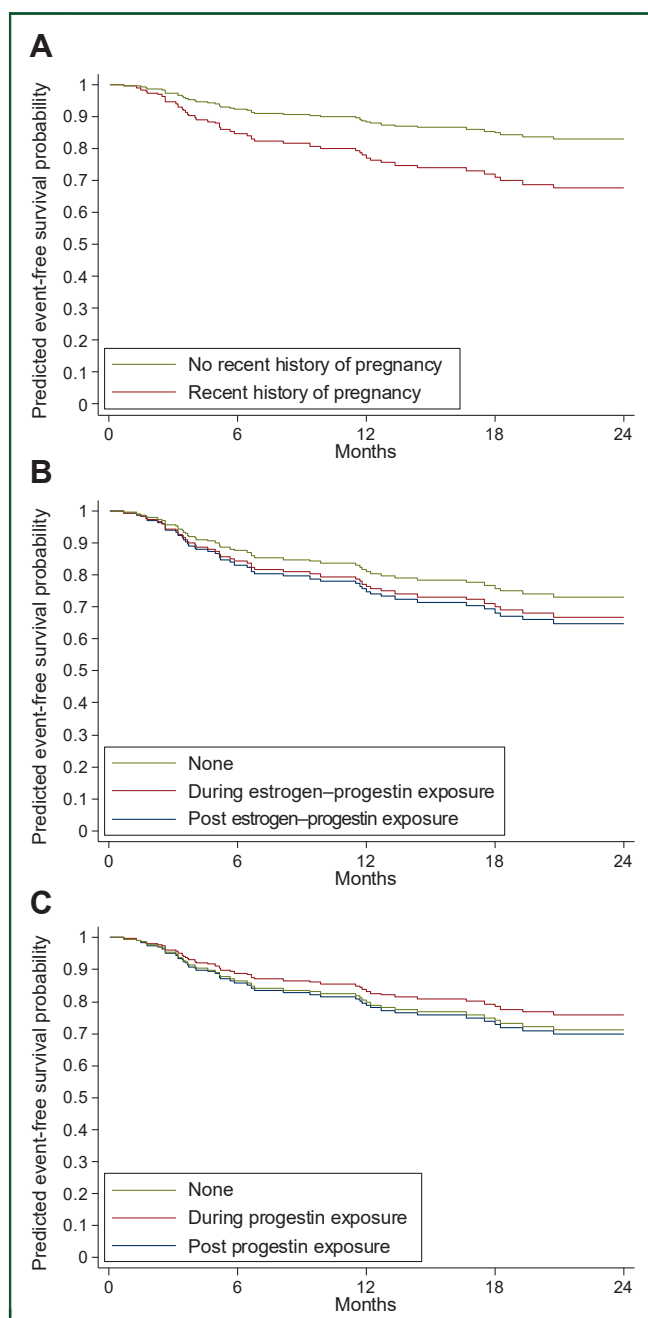 A
Predicted event-free survival probability
1
0.9
0.8
0.7
0.6
0.5
0.4
0.3
0.2
0.1
0
No recent history of pregnancy
Recent history of pregnancy
0 6 12 18 24
Months
B
Predicted event-free survival probability
1
0.9
0.8
0.7
0.6
0.5
0.4
0.3
0.2
0.1
0
None
During estrogen–progestin exposure
Post estrogen–progestin exposure
0 6 12 18 24
Months
C
Predicted event-free survival probability
1
0.9
0.8
0.7
0.6
0.5
0.4
0.3
0.2
0.1
0
None
During progestin exposure
Post progestin exposure
0 6 12 18 24
Months